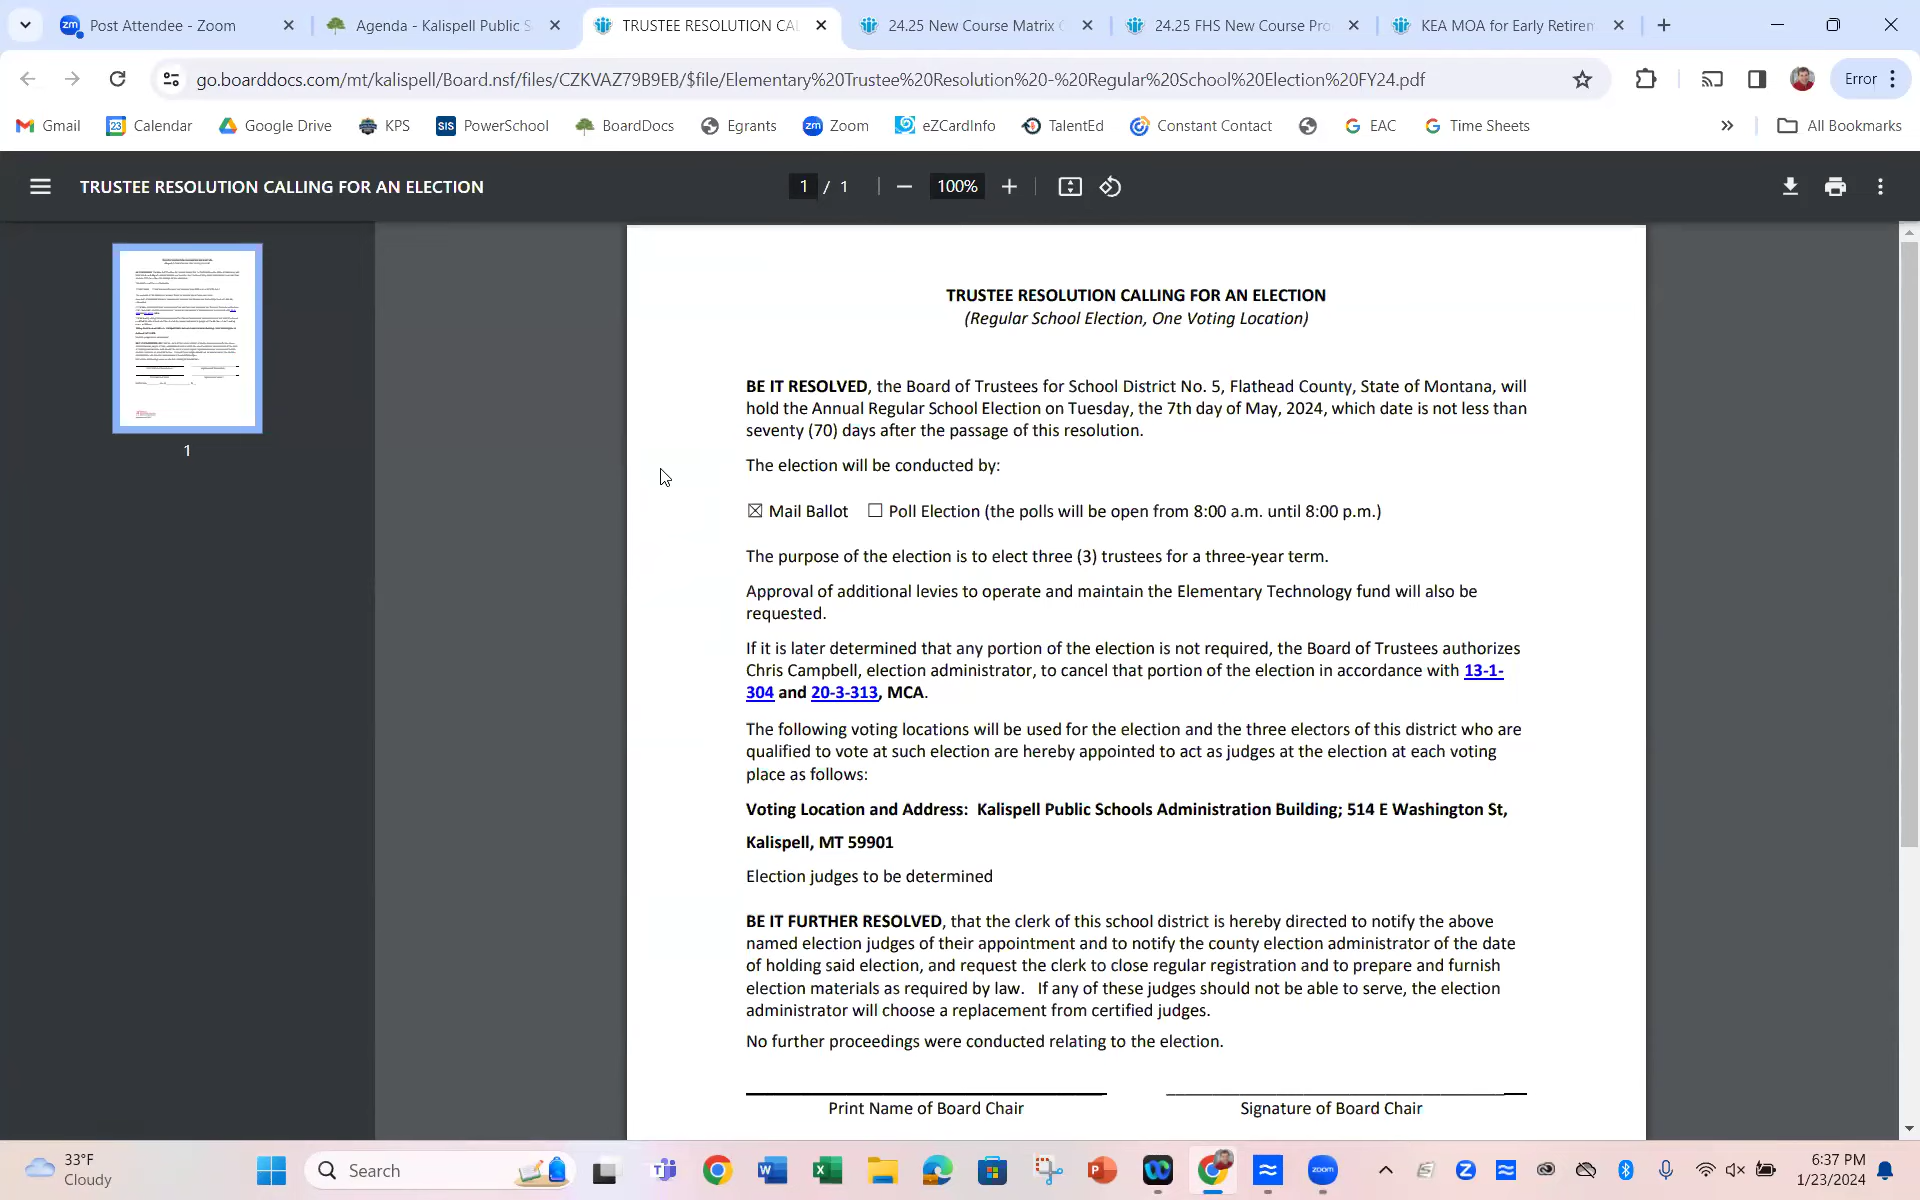 Post Attendee - Zoom
Agenda - Kalispell Public S
TRUSTEE RESOLUTION CAL
24.25 New Course Matrix
24.25 FHS New Course Pro
KEA MOA for Early Retirem
go.boarddocs.com/mt/kalispell/Board.nsf/files/CZKVAZ79B9EB/$file/Elementary%20Trustee%20Resolution%20-%20Regular%20School%20Election%20FY24.pdf
Error
Gmail
Calendar
Google Drive
KPS
PowerSchool
BoardDocs
Egrants
Zoom
eZCardInfo
TalentEd
Constant Contact
EAC
Time Sheets
All Bookmarks
TRUSTEE RESOLUTION CALLING FOR AN ELECTION
1 / 1
100%
1
TRUSTEE RESOLUTION CALLING FOR AN ELECTION
(Regular School Election, One Voting Location)
BE IT RESOLVED, the Board of Trustees for School District No. 5, Flathead County, State of Montana, will
hold the Annual Regular School Election on Tuesday, the 7th day of May, 2024, which date is not less than
seventy (70) days after the passage of this resolution.
The election will be conducted by:
☒ Mail Ballot ☐ Poll Election (the polls will be open from 8:00 a.m. until 8:00 p.m.)
The purpose of the election is to elect three (3) trustees for a three-year term.
Approval of additional levies to operate and maintain the Elementary Technology fund will also be
requested.
If it is later determined that any portion of the election is not required, the Board of Trustees authorizes
Chris Campbell, election administrator, to cancel that portion of the election in accordance with 13-1-
304 and 20-3-313, MCA.
The following voting locations will be used for the election and the three electors of this district who are
qualified to vote at such election are hereby appointed to act as judges at the election at each voting
place as follows:
Voting Location and Address: Kalispell Public Schools Administration Building; 514 E Washington St,
Kalispell, MT 59901
Election judges to be determined
BE IT FURTHER RESOLVED, that the clerk of this school district is hereby directed to notify the above
named election judges of their appointment and to notify the county election administrator of the date
of holding said election, and request the clerk to close regular registration and to prepare and furnish
election materials as required by law. If any of these judges should not be able to serve, the election
administrator will choose a replacement from certified judges.
No further proceedings were conducted relating to the election.
Print Name of Board Chair
Signature of Board Chair
33°F
Cloudy
Search
6:37 PM
1/23/2024